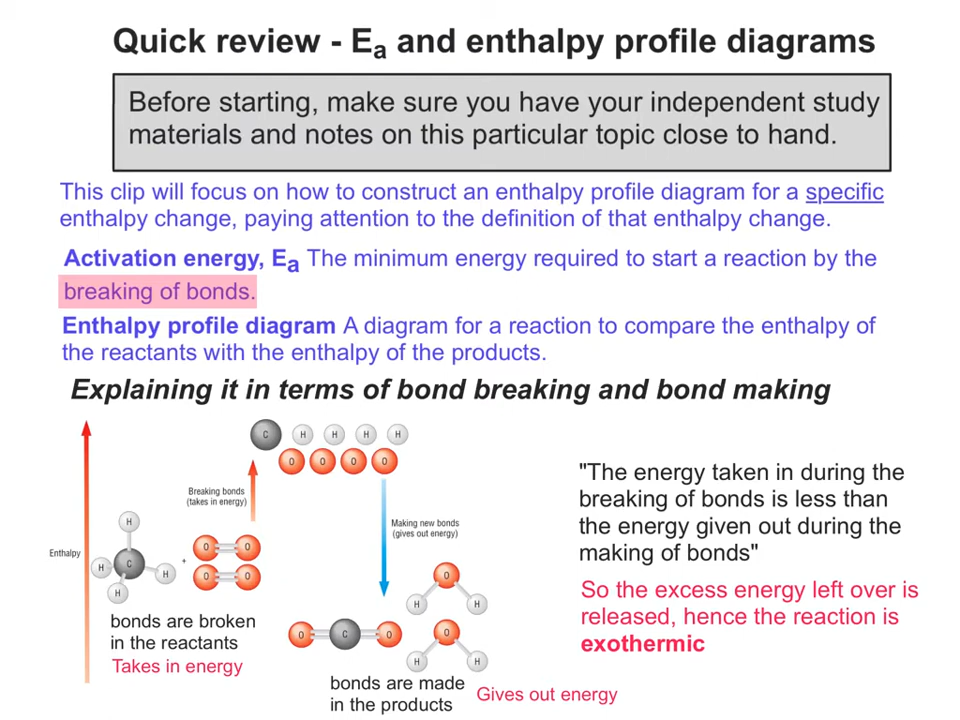 Quick review - Ea and enthalpy profile diagrams
Before starting, make sure you have your independent study
materials and notes on this particular topic close to hand.
This clip will focus on how to construct an enthalpy profile diagram for a specific
enthalpy change, paying attention to the definition of that enthalpy change.
Activation energy, Ea The minimum energy required to start a reaction by the
breaking of bonds.
Enthalpy profile diagram A diagram for a reaction to compare the enthalpy of
the reactants with the enthalpy of the products.
Explaining it in terms of bond breaking and bond making
C H H H H
O O O O
Breaking bonds
(takes in energy)
Making new bonds
(gives out energy)
Enthalpy
H
H C H
H
+
O O
O O
O
H H
O C O
O
H H
bonds are broken
in the reactants
Takes in energy
bonds are made
in the products
Gives out energy
"The energy taken in during the
breaking of bonds is less than
the energy given out during the
making of bonds"
So the excess energy left over is
released, hence the reaction is
exothermic